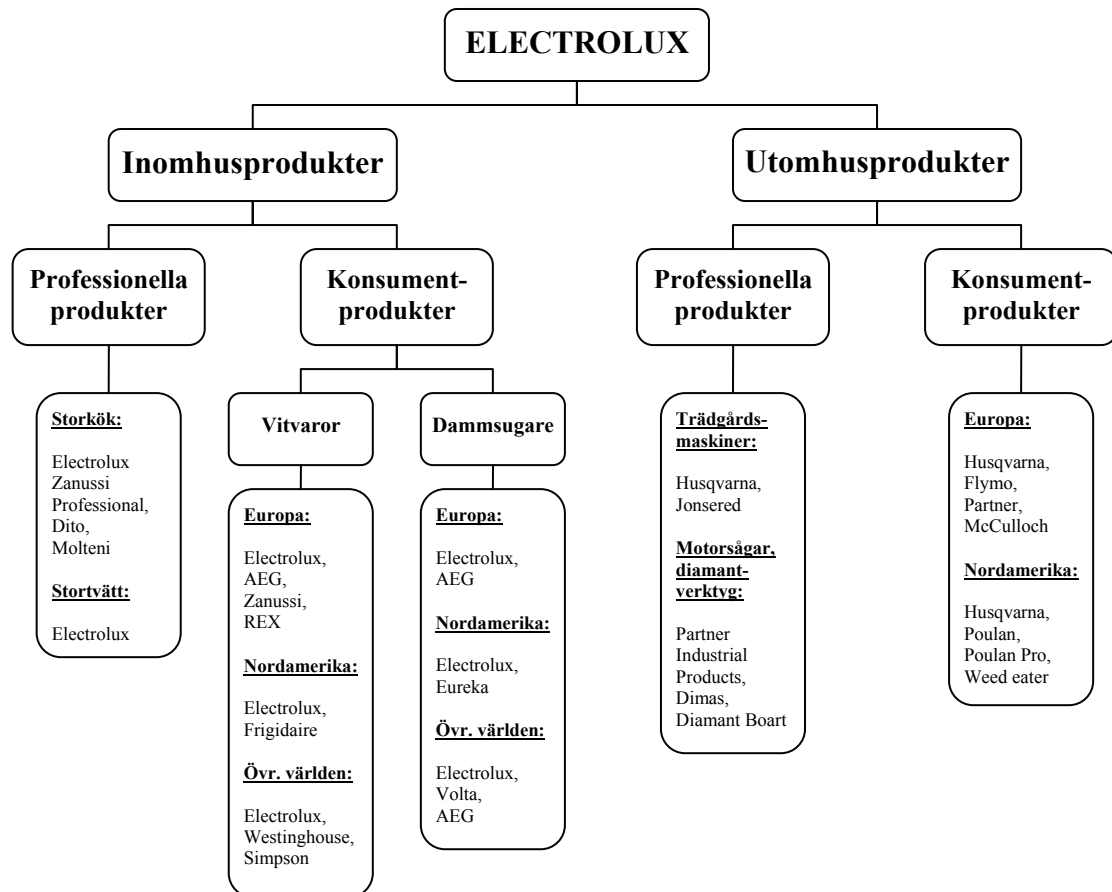 ELECTROLUX
Inomhusprodukter
Utomhusprodukter
Professionella
produkter
Konsument-
produkter
Professionella
produkter
Konsument-
produkter
Storkök:
Electrolux
Zanussi
Professional,
Dito,
Molteni
Stortvätt:
Electrolux
Vitvaror
Europa:
Electrolux,
AEG,
Zanussi,
REX
Nordamerika:
Electrolux,
Frigidaire
Övr. världen:
Electrolux,
Westinghouse,
Simpson
Dammsugare
Europa:
Electrolux,
AEG
Nordamerika:
Electrolux,
Eureka
Övr. världen:
Electrolux,
Volta,
AEG
Trädgårds-
maskiner:
Husqvarna,
Jonsered
Motorsågar,
diamant-
verktyg:
Partner
Industrial
Products,
Dimas,
Diamant Boart
Europa:
Husqvarna,
Flymo,
Partner,
McCulloch
Nordamerika:
Husqvarna,
Poulan,
Poulan Pro,
Weed eater